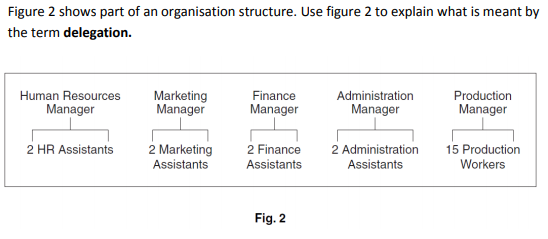 Figure 2 shows part of an organisation structure. Use figure 2 to explain what is meant by
the term delegation.
Human Resources
Manager
Marketing
Manager
Finance
Manager
Administration
Manager
Production
Manager
2 HR Assistants
2 Marketing
Assistants
2 Finance
Assistants
2 Administration
Assistants
15 Production
Workers
Fig. 2